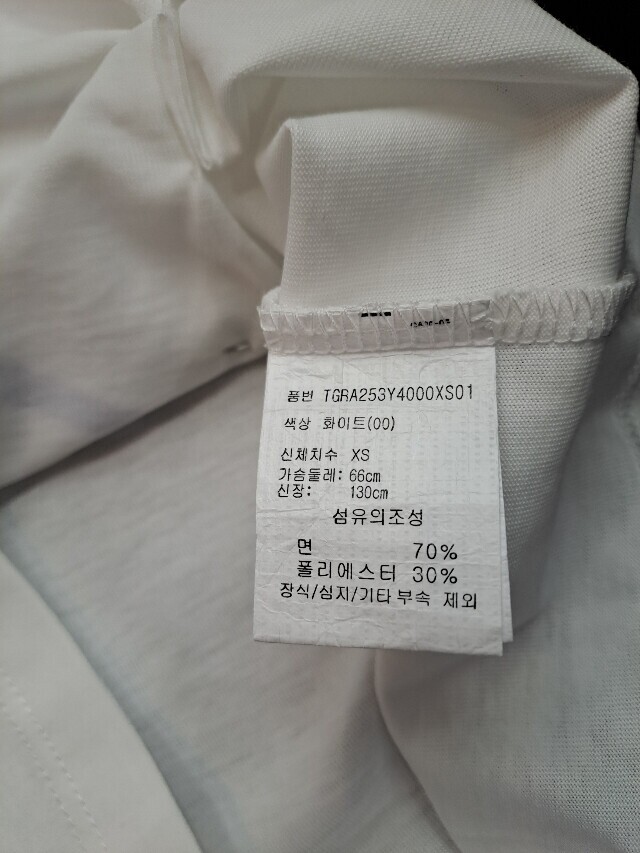 품번 TGRA253Y4000XS01
색상 화이트(00)
신체치수 XS
가슴둘레: 66cm
신장: 130cm
섬유의조성
면 70%
폴리에스터 30%
장식/심지/기타 부속 제외